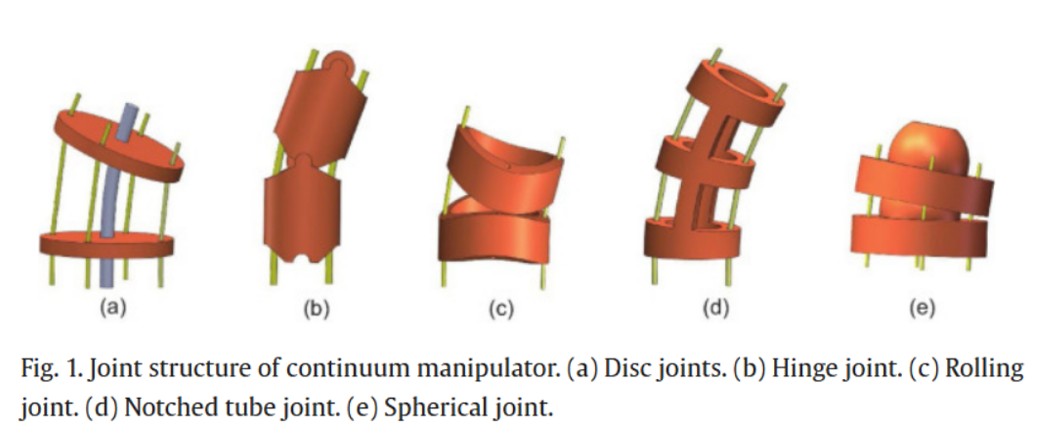 (a) (b) (c) (d) (e)
Fig. 1. Joint structure of continuum manipulator. (a) Disc joints. (b) Hinge joint. (c) Rolling
joint. (d) Notched tube joint. (e) Spherical joint.